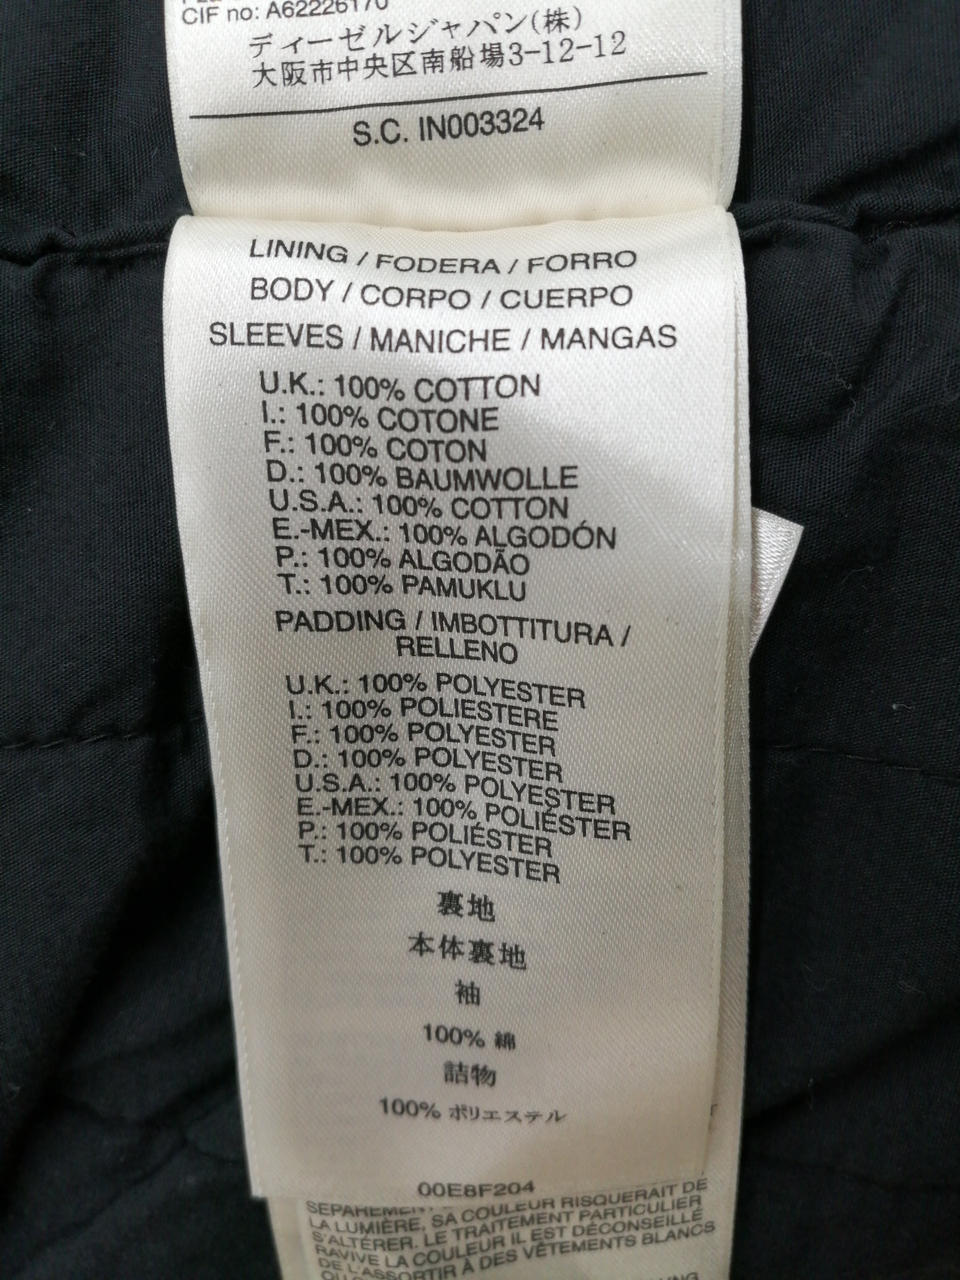 CIF no: A62226170
ディーゼルジャパン(株)
大阪市中央区南船場3-12-12
S.C. IN003324
LINING / FODERA / FORRO
BODY / CORPO / CUERPO
SLEEVES / MANICHE / MANGAS
U.K.: 100% COTTON
I.: 100% COTONE
F.: 100% COTON
D.: 100% BAUMWOLLE
U.S.A.: 100% COTTON
E.-MEX.: 100% ALGODÓN
P.: 100% ALGODÃO
T.: 100% PAMUKLU
PADDING / IMBOTTITURA /
RELLENO
U.K.: 100% POLYESTER
I.: 100% POLIESTERE
F.: 100% POLYESTER
D.: 100% POLYESTER
U.S.A.: 100% POLYESTER
E.-MEX.: 100% POLIÉSTER
P.: 100% POLIÉSTER
T.: 100% POLYESTER
裏地
本体裏地
袖
100% 綿
詰物
100% ポリエステル
00E8F204
LA LUMIÈRE, SA COULEUR RISQUERAIT DE
S'ALTÉRER. LE TRAITEMENT PARTICULIER
RAVIVE LA COULEUR IL EST DÉCONSEILLÉ
DE L'ASSORTIR À DES VÊTEMENTS BLANCS